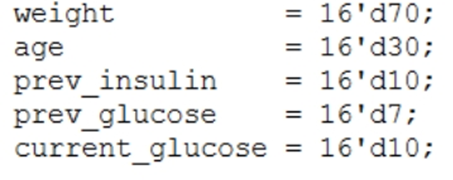 weight          = 16'd70;
age             = 16'd30;
prev_insulin    = 16'd10;
prev_glucose    = 16'd7;
current_glucose = 16'd10;